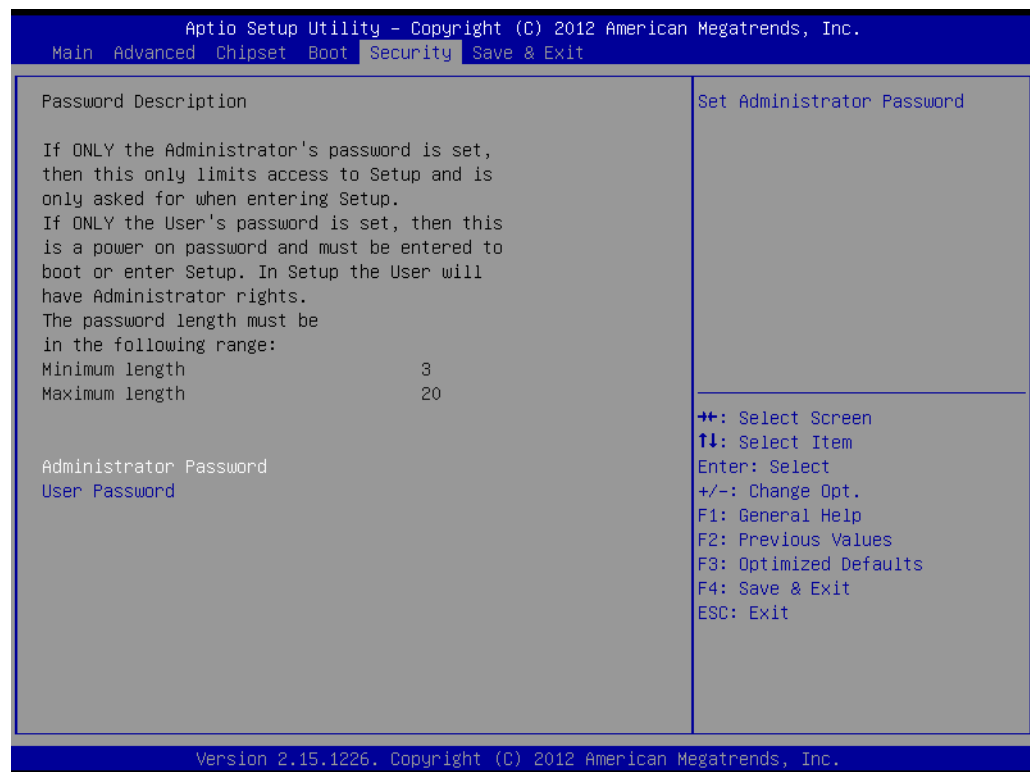 Aptio Setup Utility – Copyright (C) 2012 American Megatrends, Inc.
Main Advanced Chipset Boot Security Save & Exit
Password Description
If ONLY the Administrator's password is set,
then this only limits access to Setup and is
only asked for when entering Setup.
If ONLY the User's password is set, then this
is a power on password and must be entered to
boot or enter Setup. In Setup the User will
have Administrator rights.
The password length must be
in the following range:
Minimum length 3
Maximum length 20
Administrator Password
User Password
Set Administrator Password
→←: Select Screen
↑↓: Select Item
Enter: Select
+/-: Change Opt.
F1: General Help
F2: Previous Values
F3: Optimized Defaults
F4: Save & Exit
ESC: Exit
Version 2.15.1226. Copyright (C) 2012 American Megatrends, Inc.